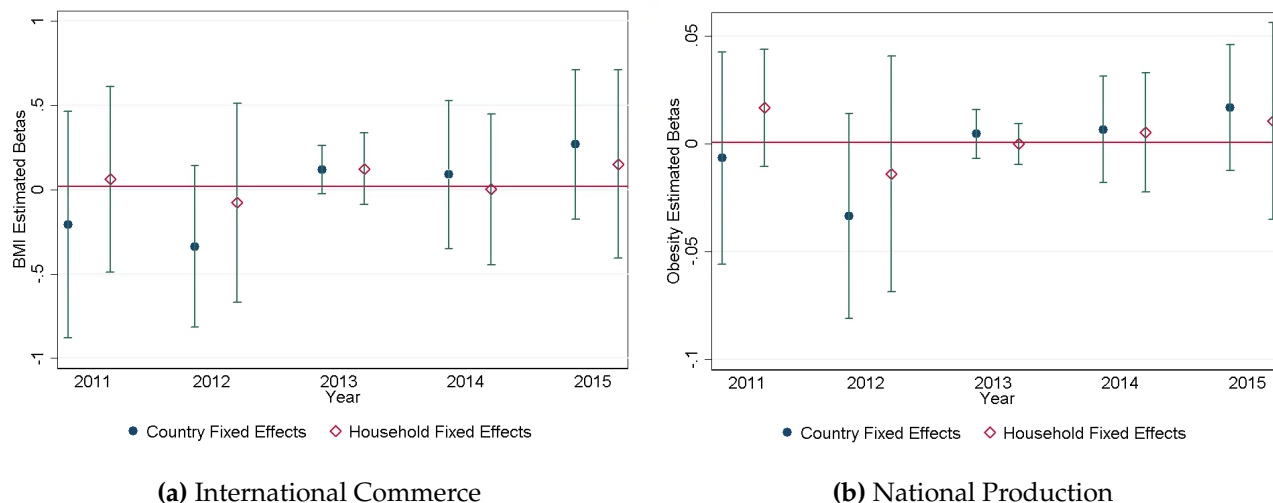 BMI Estimated Betas
1
.5
0
-.5
-1
2011 2012 2013 2014 2015
Year
Country Fixed Effects Household Fixed Effects
(a) International Commerce
Obesity Estimated Betas
.05
0
-.05
-.1
2011 2012 2013 2014 2015
Year
Country Fixed Effects Household Fixed Effects
(b) National Production